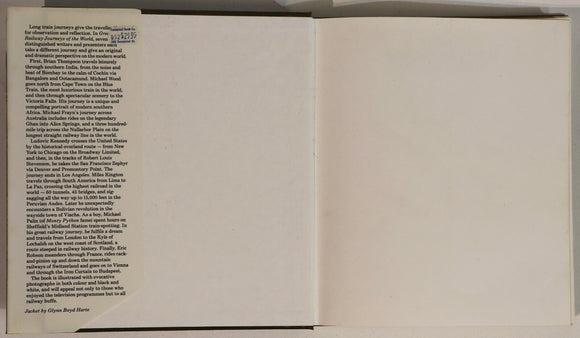 Long train journeys give the travelle
for observation and reflection. In Grea
Railway Journeys of the World, seven
distinguished writers and presenters each
take a different journey and give an original
and dramatic perspective on the modern world.
First, Brian Thompson travels leisurely
through southern India, from the noise and
heat of Bombay to the calm of Cochin via
Bangalore and Ootacamund. Michael Wood
goes north from Cape Town on the Blue
Train, the most luxurious train in the world,
and then through spectacular scenery to the
Victoria Falls. His journey is a unique and
compelling portrait of modern southern
Africa. Michael Frayn's journey across
Australia includes rides on the legendary
Ghan into Alice Springs, and a three hundred-
mile trip across the Nullarbor Plain on the
longest straight railway line in the world.
Ludovic Kennedy crosses the United States
by the historical overland route – from New
York to Chicago on the Broadway Limited,
and then, in the tracks of Robert Louis
Stevenson, he takes the San Francisco Zephyr
via Denver and Promontory Point. The
journey ends in Los Angeles. Miles Kington
travels through South America from Lima to
La Paz, crossing the highest railroad in the
world – 60 tunnels, 41 bridges, and zig-
zagging all the way up to 15,000 feet in the
Peruvian Andes. Later he unexpectedly
encounters a Bolivian revolution in the
wayside town of Viacha. As a boy, Michael
Palin (of Monty Python fame) spent hours on
Sheffield's Midland Station train-spotting. In
his great railway journey, he fulfils a dream
and travels from London to the Kyle of
Lochalsh on the west coast of Scotland, a
route steeped in railway history. Finally, Eric
Robson meanders through France, rides rack-
and-pinion up and down the mountain
railways of Switzerland and goes on to Vienna
and through the Iron Curtain to Budapest.
The book is illustrated with evocative
photographs in both colour and black and
white, and will appeal not only to those who
enjoyed the television programmes but to all
railway buffs.
Jacket by Glynn Boyd Harte